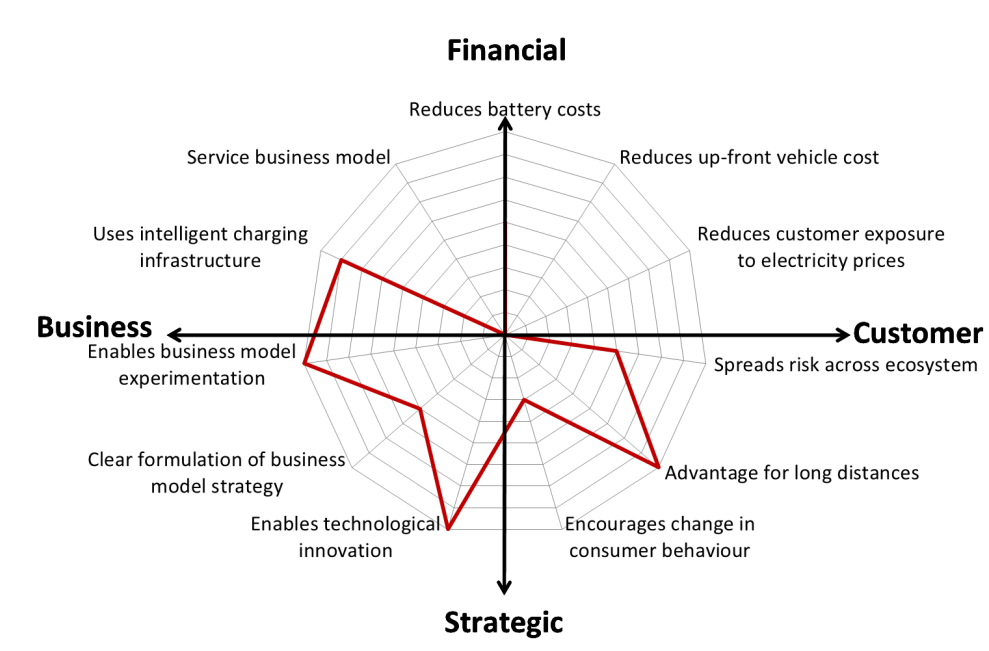 Financial
Reduces battery costs
Service business model
Reduces up-front vehicle cost
Uses intelligent charging
infrastructure
Reduces customer exposure
to electricity prices
Business
Customer
Enables business model
experimentation
Spreads risk across ecosystem
Clear formulation of business
model strategy
Advantage for long distances
Enables technological
innovation
Encourages change in
consumer behaviour
Strategic